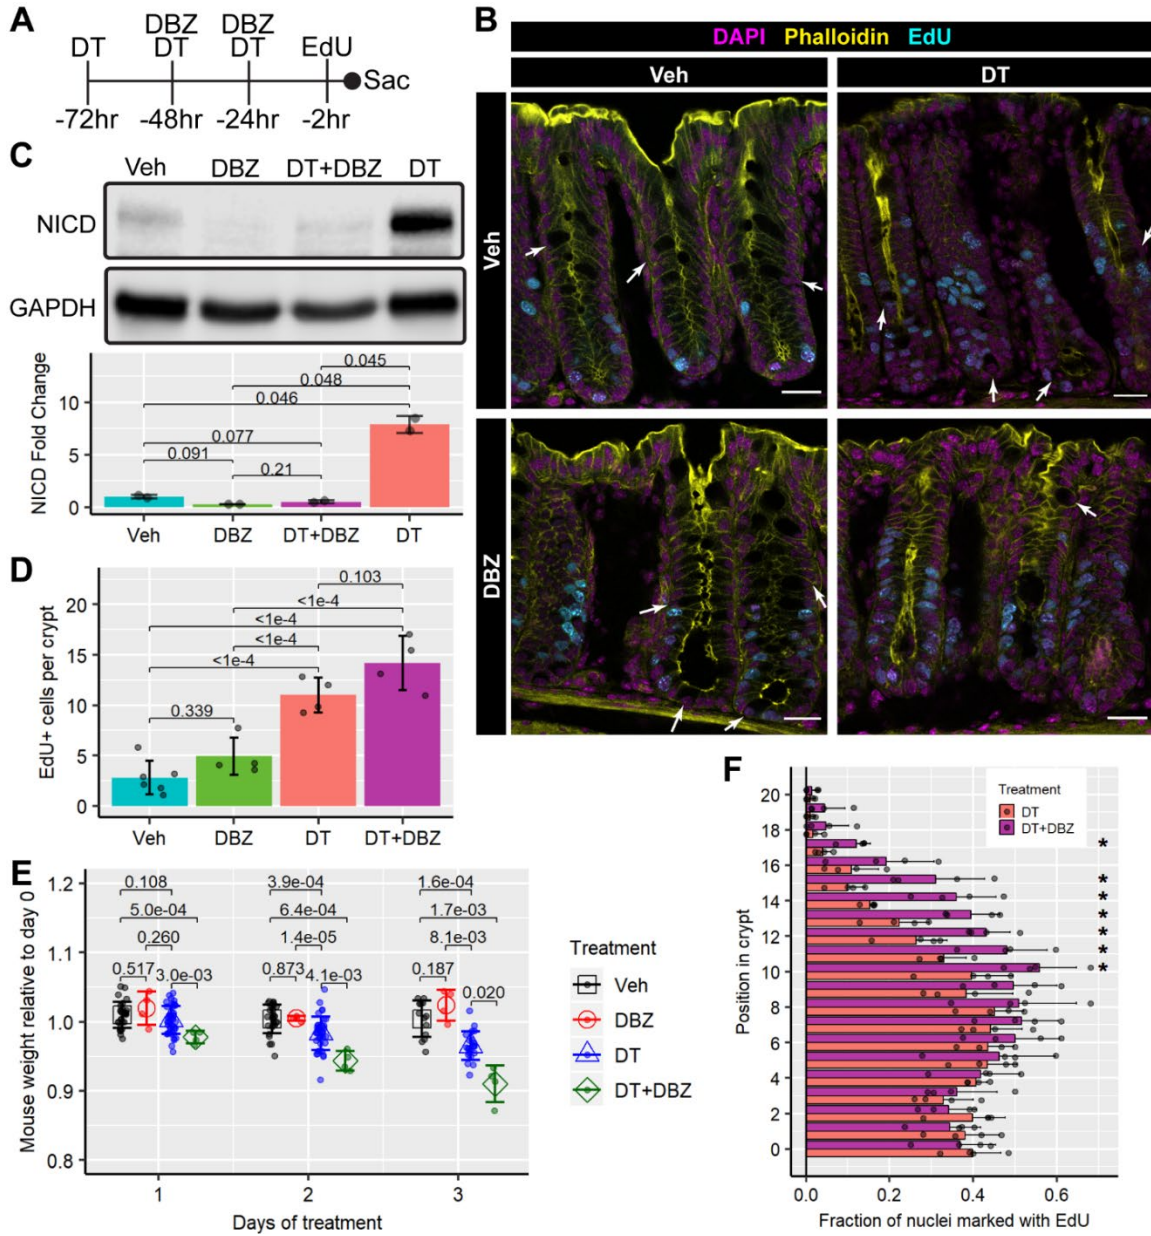 A
DBZ DBZ
DT DT DT EdU
Sac
-72hr -48hr -24hr -2hr
B
DAPI Phalloidin EdU
Veh DT
Veh
DBZ
C
Veh DBZ DT+DBZ DT
NICD
GAPDH
0.045
0.048
0.046
0.077
0.091
0.21
NICD Fold Change
10
5
0
Veh DBZ DT+DBZ DT
D
0.103
<1e-4
<1e-4
<1e-4
0.339
EdU+ cells per crypt
20
15
10
5
0
Veh DBZ DT DT+DBZ
E
0.108 3.9e-04 1.6e-04
5.0e-04 6.4e-04 1.7e-03
0.260 1.4e-05 8.1e-03
0.517 3.0e-03 0.873 4.1e-03 0.187 0.020
Mouse weight relative to day 0
1.2
1.1
1.0
0.9
0.8
1 2 3
Days of treatment
Treatment
Veh
DBZ
DT
DT+DBZ
F
Treatment
DT
DT+DBZ
Position in crypt
20
18
16
14
12
10
8
6
4
2
0
*
*
*
*
*
*
*
0.0 0.2 0.4 0.6
Fraction of nuclei marked with EdU